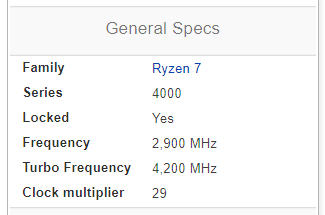 General Specs
Family Ryzen 7
Series 4000
Locked Yes
Frequency 2,900 MHz
Turbo Frequency 4,200 MHz
Clock multiplier 29